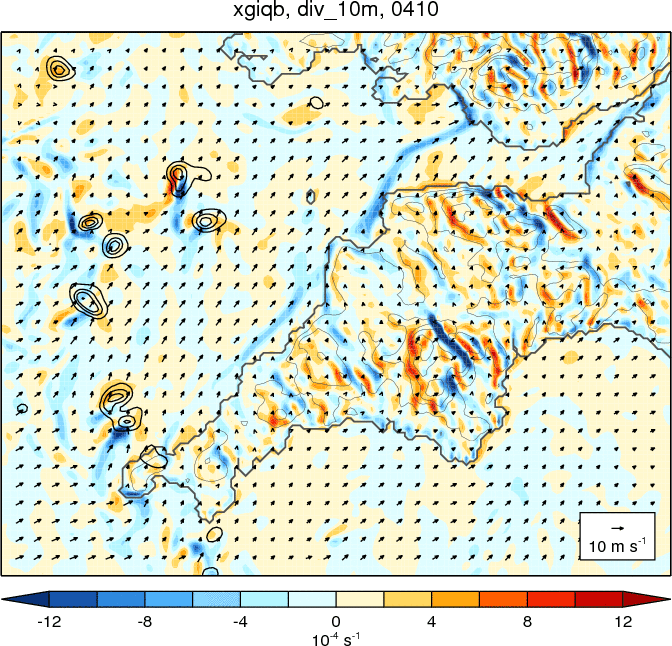 xgiqb, div_10m, 0410
10 m s⁻¹
-12 -8 -4 0 4 8 12
10⁻⁴ s⁻¹